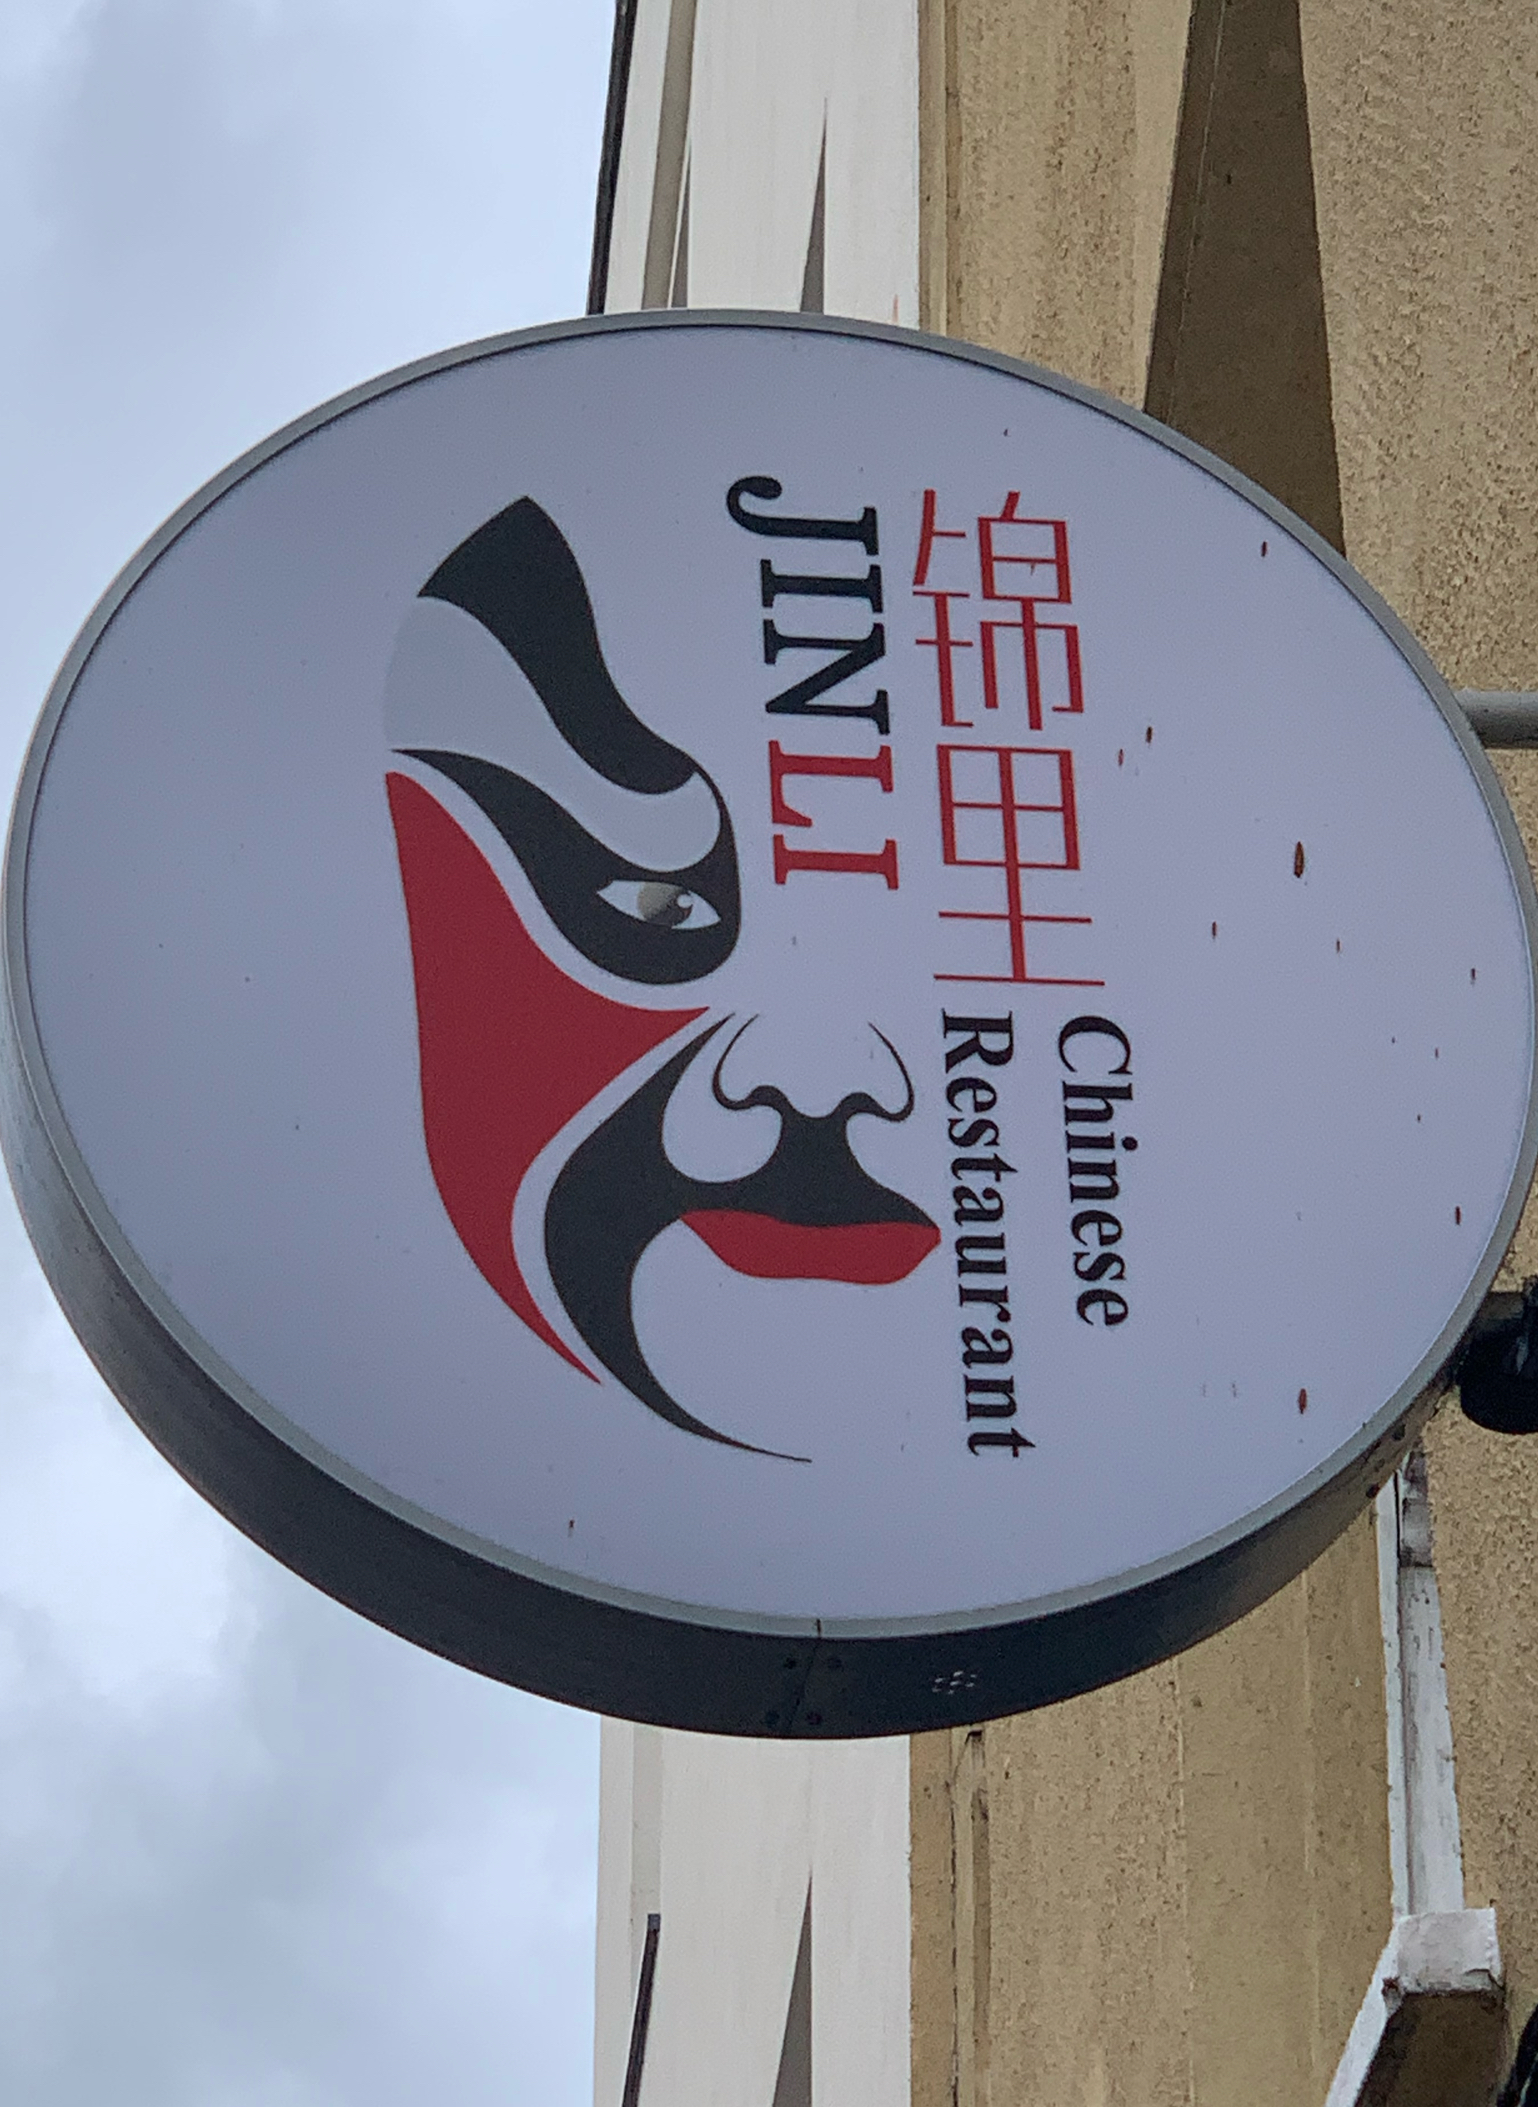 锦里
JINLI
Chinese
Restaurant